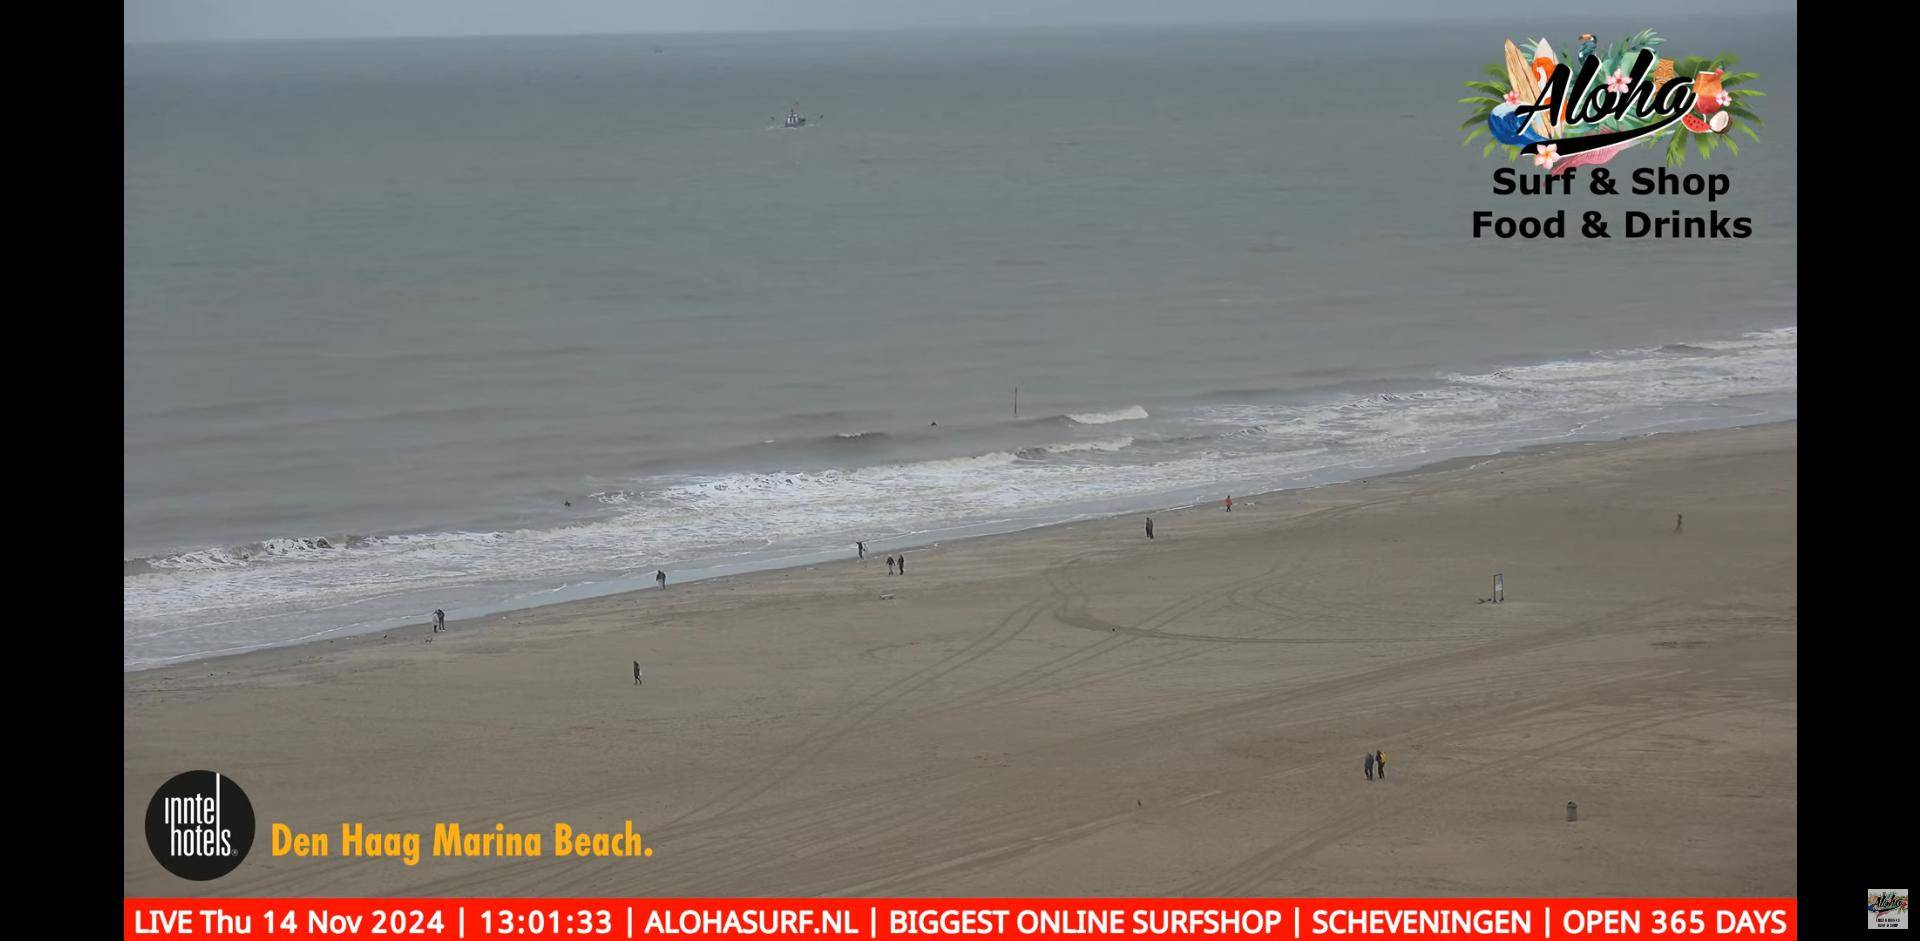 Aloha
Surf & Shop
Food & Drinks
inntel
hotels
Den Haag Marina Beach.
LIVE Thu 14 Nov 2024 | 13:01:33 | ALOHASURF.NL | BIGGEST ONLINE SURFSHOP | SCHEVENINGEN | OPEN 365 DAYS